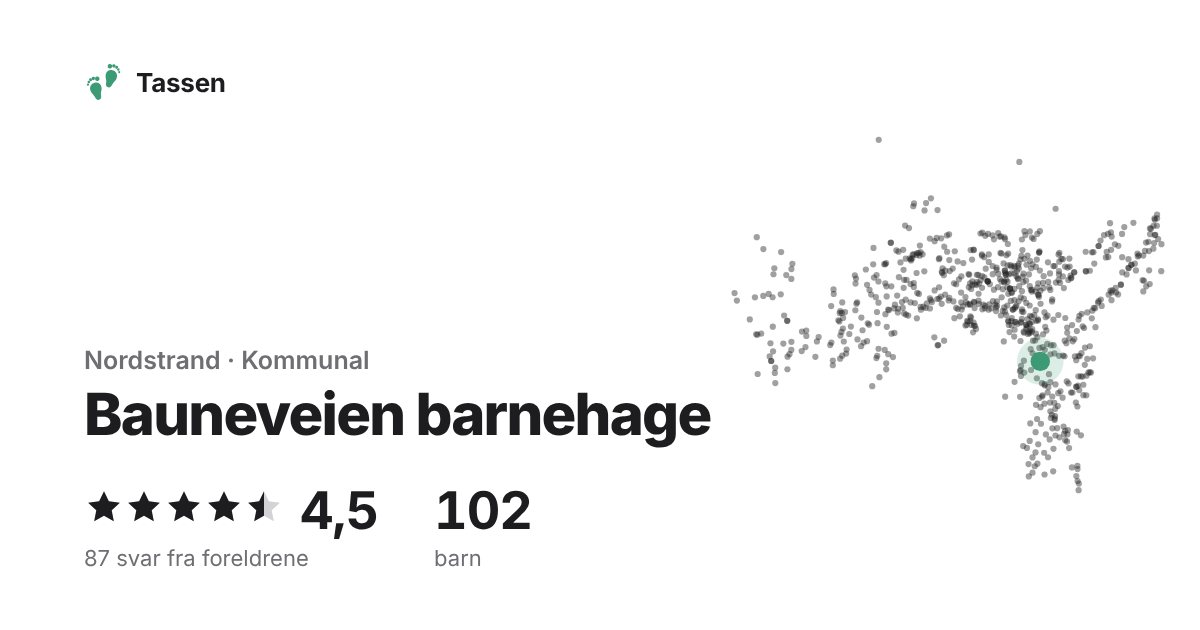 Tassen
Nordstrand · Kommunal
Bauneveien barnehage
4,5
102
87 svar fra foreldrene
barn